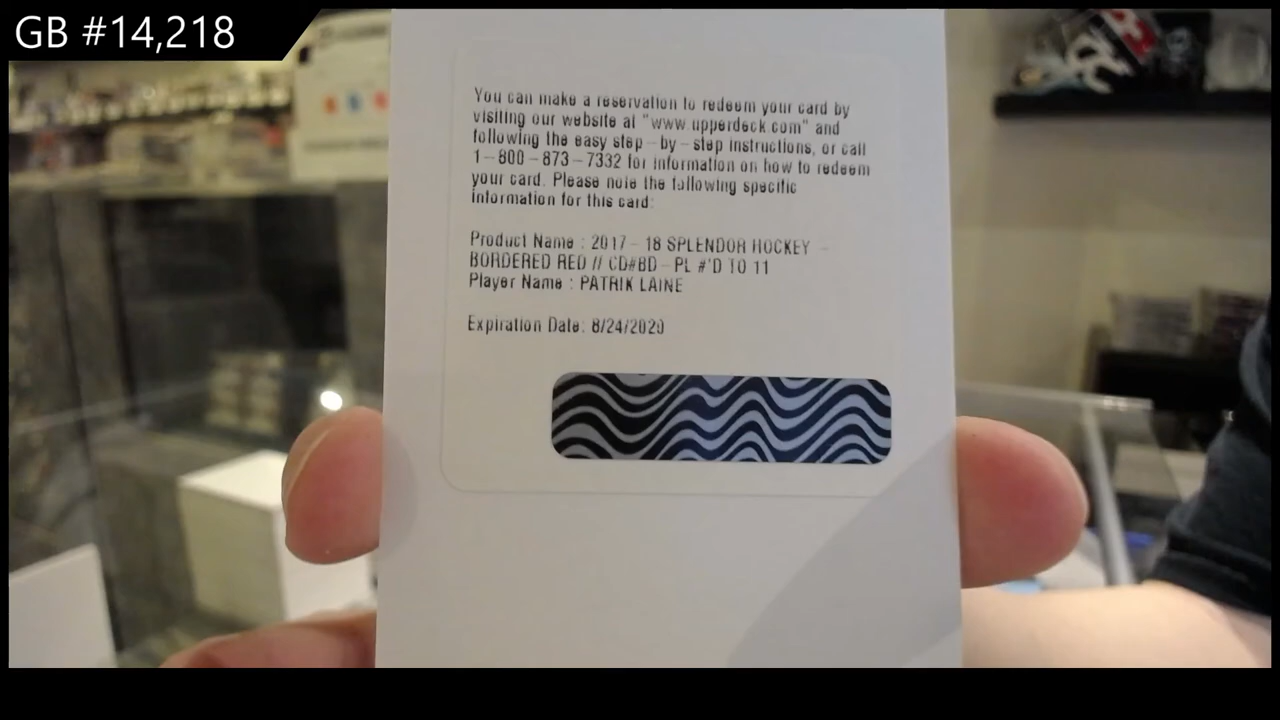 GB #14,218
You can make a reservation to redeem your card by
visiting our website at "www.upperdeck.com" and
following the easy step - by - step instructions, or call
1 - 800 - 873 - 7332 for information on how to redeem
your card. Please note the following specific
information for this card:
Product Name : 2017 - 18 SPLENDOR HOCKEY -
BORDERED RED // CD#BD - PL #'D TO 11
Player Name : PATRIK LAINE
Expiration Date: 8/24/2020